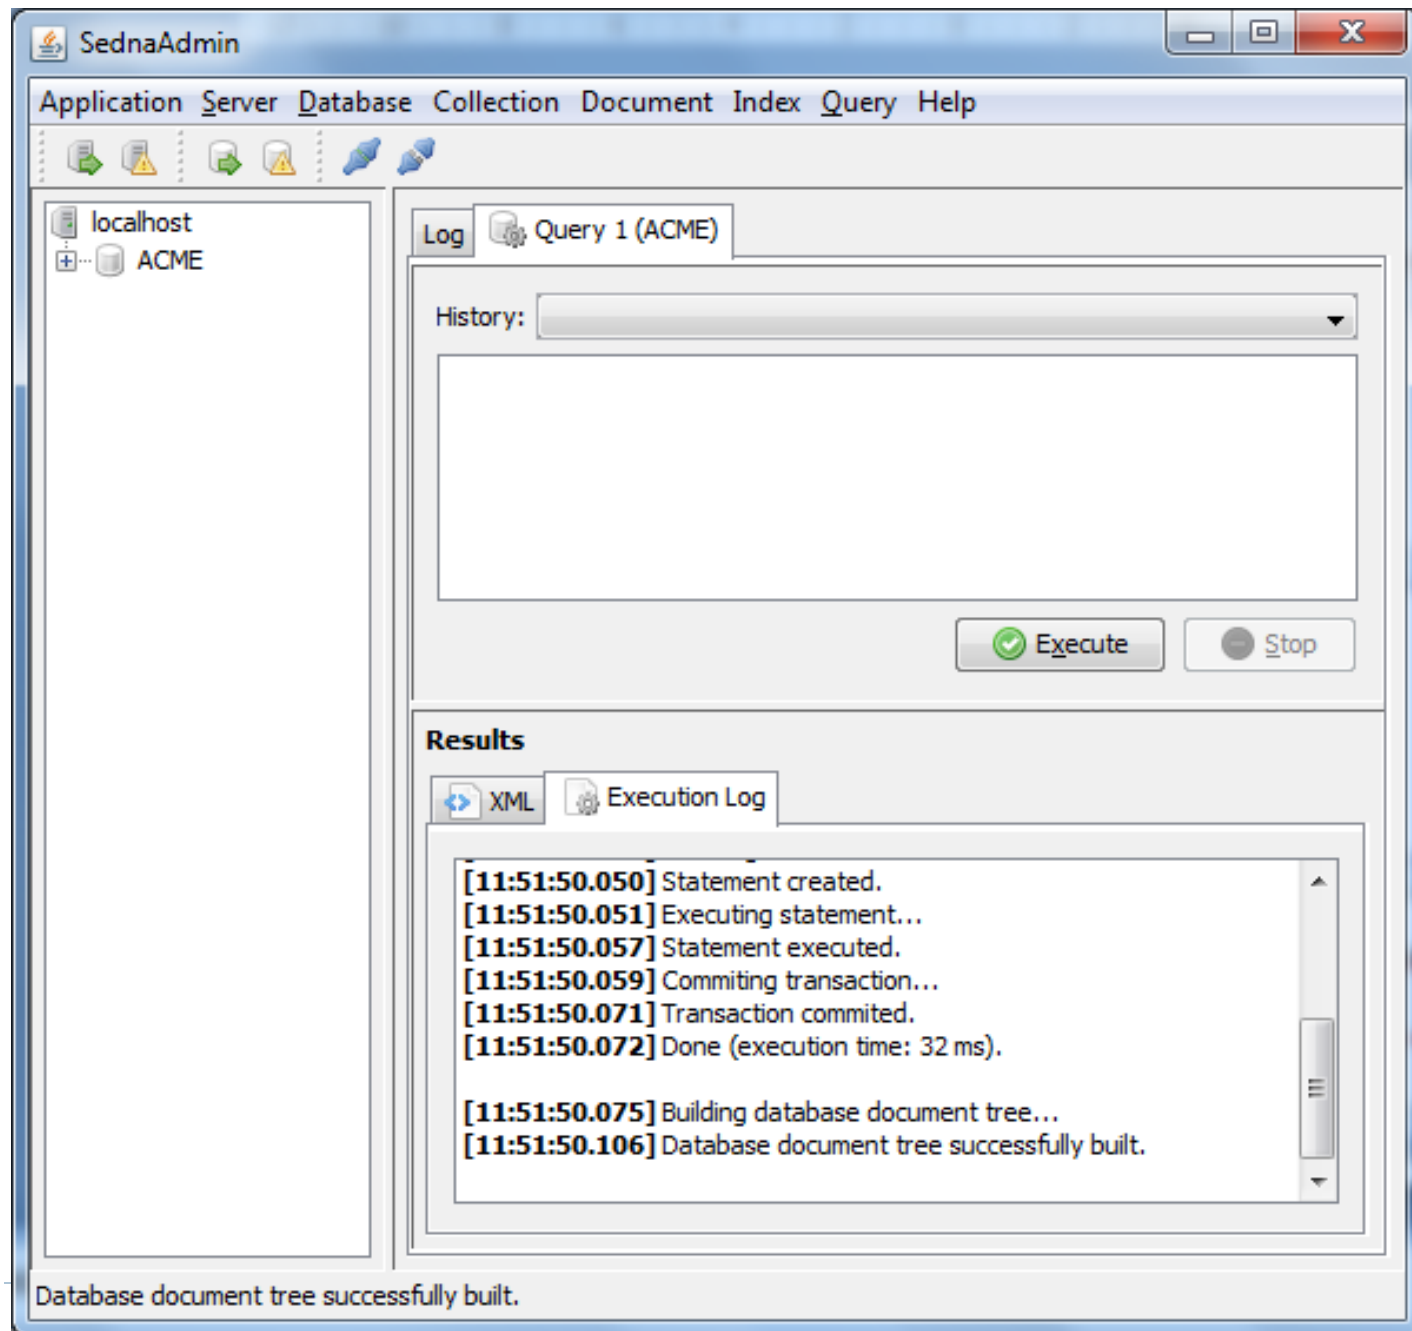 SednaAdmin
Application Server Database Collection Document Index Query Help
localhost
ACME
Log
Query 1 (ACME)
History:
Execute
Stop
Results
XML
Execution Log
[11:51:50.050] Statement created.
[11:51:50.051] Executing statement...
[11:51:50.057] Statement executed.
[11:51:50.059] Commiting transaction...
[11:51:50.071] Transaction commited.
[11:51:50.072] Done (execution time: 32 ms).
[11:51:50.075] Building database document tree...
[11:51:50.106] Database document tree successfully built.
Database document tree successfully built.